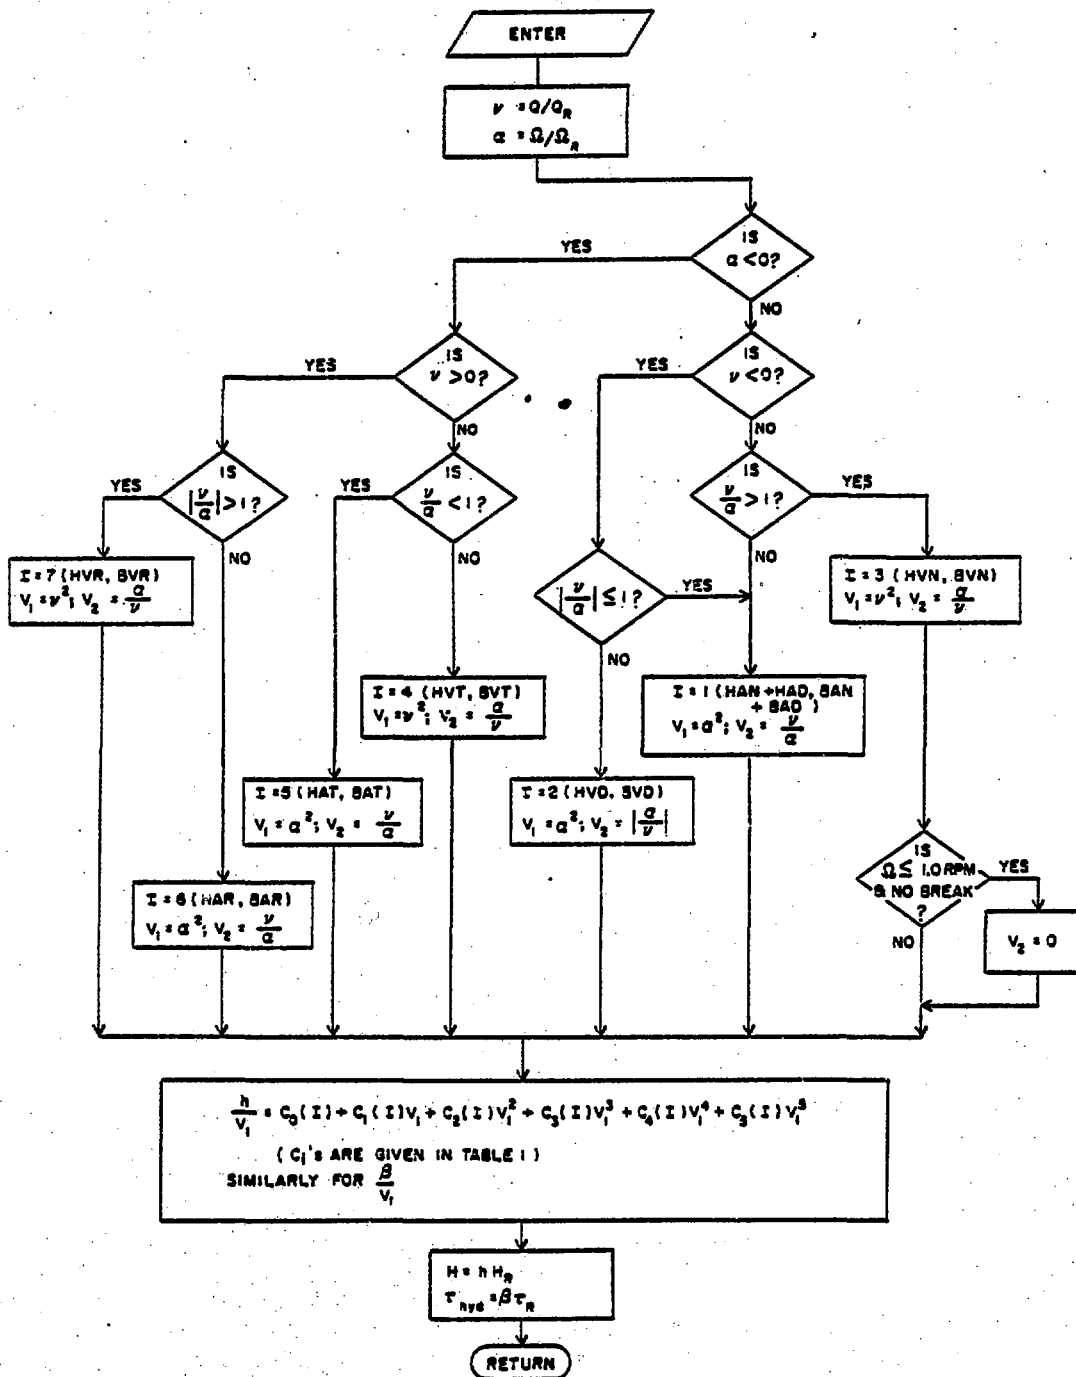 ENTER
ν = Q/Q_R
α = Ω/Ω_R
IS
α < 0?
YES
NO
IS
ν > 0?
YES
NO
IS
ν < 0?
YES
NO
IS
|ν/α| > 1?
YES
NO
IS
ν/α < 1?
YES
NO
IS
ν/α > 1?
YES
NO
I = 7 (HVR, BVR)
V₁ = ν²; V₂ = α/ν
|ν/α| ≤ 1?
YES
NO
I = 3 (HVN, BVN)
V₁ = ν²; V₂ = α/ν
I = 4 (HVT, BVT)
V₁ = ν²; V₂ = α/ν
I = 1 (HAN + HAD, BAN
+ BAD)
V₁ = α²; V₂ = ν/α
I = 5 (HAT, BAT)
V₁ = α²; V₂ = ν/α
I = 2 (HVD, BVD)
V₁ = α²; V₂ = |α/ν|
I = 6 (HAR, BAR)
V₁ = α²; V₂ = ν/α
IS
Ω ≤ 1.0 RPM
& NO BREAK
?
YES
NO
V₂ = 0
h/V₁ = C₀(I) + C₁(I)V₁ + C₂(I)V₁² + C₃(I)V₁³ + C₄(I)V₁⁴ + C₅(I)V₁⁵
(C_i's ARE GIVEN IN TABLE 1)
SIMILARLY FOR β/V₁
H = h H_R
τ_hyd = β τ_R
RETURN